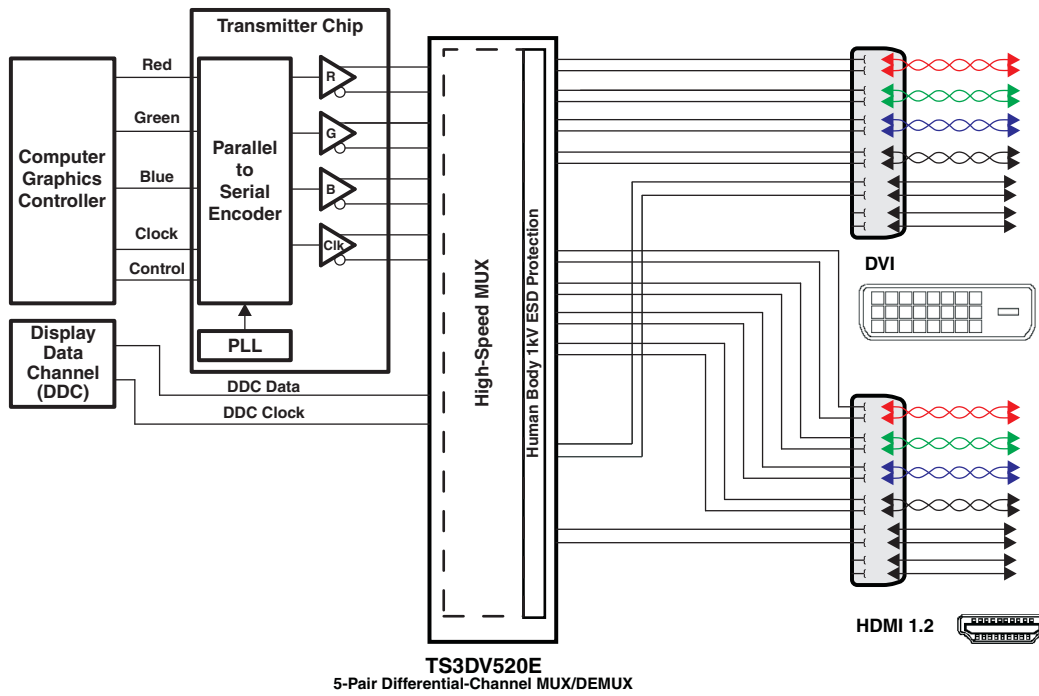 Transmitter Chip
Computer
Graphics
Controller
Red
Green
Blue
Clock
Control
Parallel
to
Serial
Encoder
R
G
B
Clk
PLL
Display
Data
Channel
(DDC)
DDC Data
DDC Clock
High-Speed MUX
Human Body 1kV ESD Protection
DVI
HDMI 1.2
TS3DV520E
5-Pair Differential-Channel MUX/DEMUX